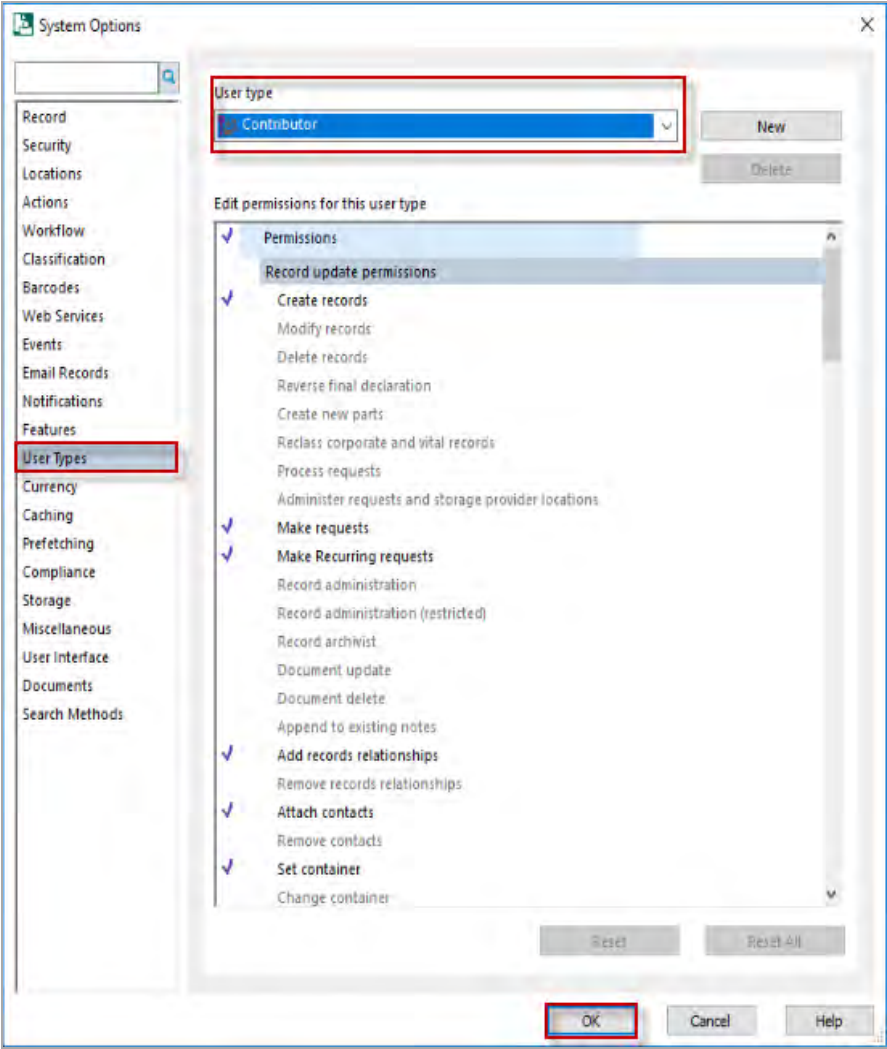 System Options
Record
Security
Locations
Actions
Workflow
Classification
Barcodes
Web Services
Events
Email Records
Notifications
Features
User Types
Currency
Caching
Prefetching
Compliance
Storage
Miscellaneous
User Interface
Documents
Search Methods
User type
Contributor
New
Delete
Edit permissions for this user type
Permissions
Record update permissions
Create records
Modify records
Delete records
Reverse final declaration
Create new parts
Reclass corporate and vital records
Process requests
Administer requests and storage provider locations
Make requests
Make Recurring requests
Record administration
Record administration (restricted)
Record archivist
Document update
Document delete
Append to existing notes
Add records relationships
Remove records relationships
Attach contacts
Remove contacts
Set container
Change container
Reset
Reset All
OK
Cancel
Help